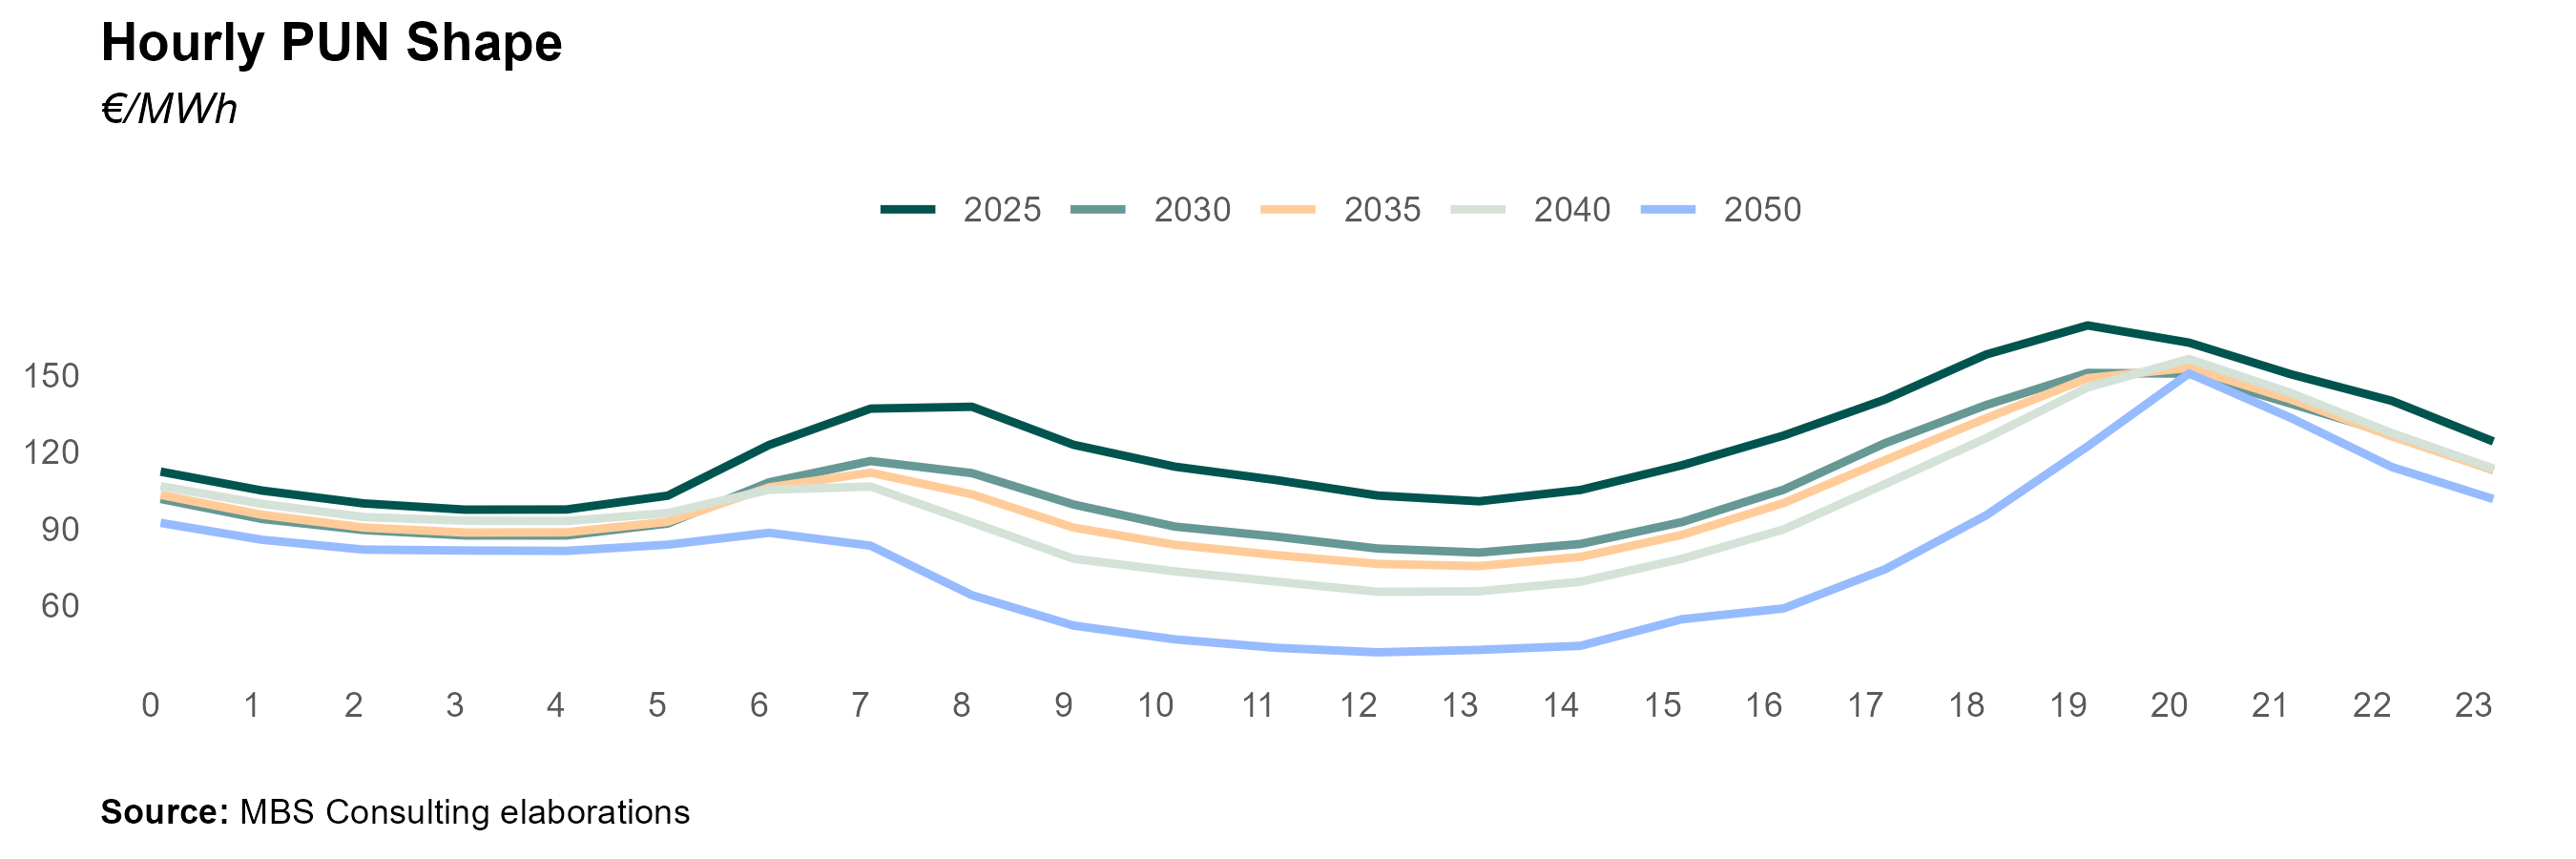 Hourly PUN Shape
€/MWh
2025 2030 2035 2040 2050
150
120
90
60
0 1 2 3 4 5 6 7 8 9 10 11 12 13 14 15 16 17 18 19 20 21 22 23
Source: MBS Consulting elaborations